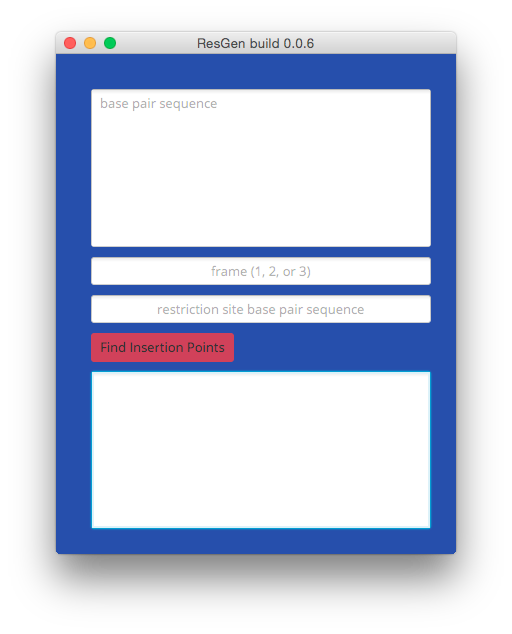 ResGen build 0.0.6
base pair sequence
frame (1, 2, or 3)
restriction site base pair sequence
Find Insertion Points